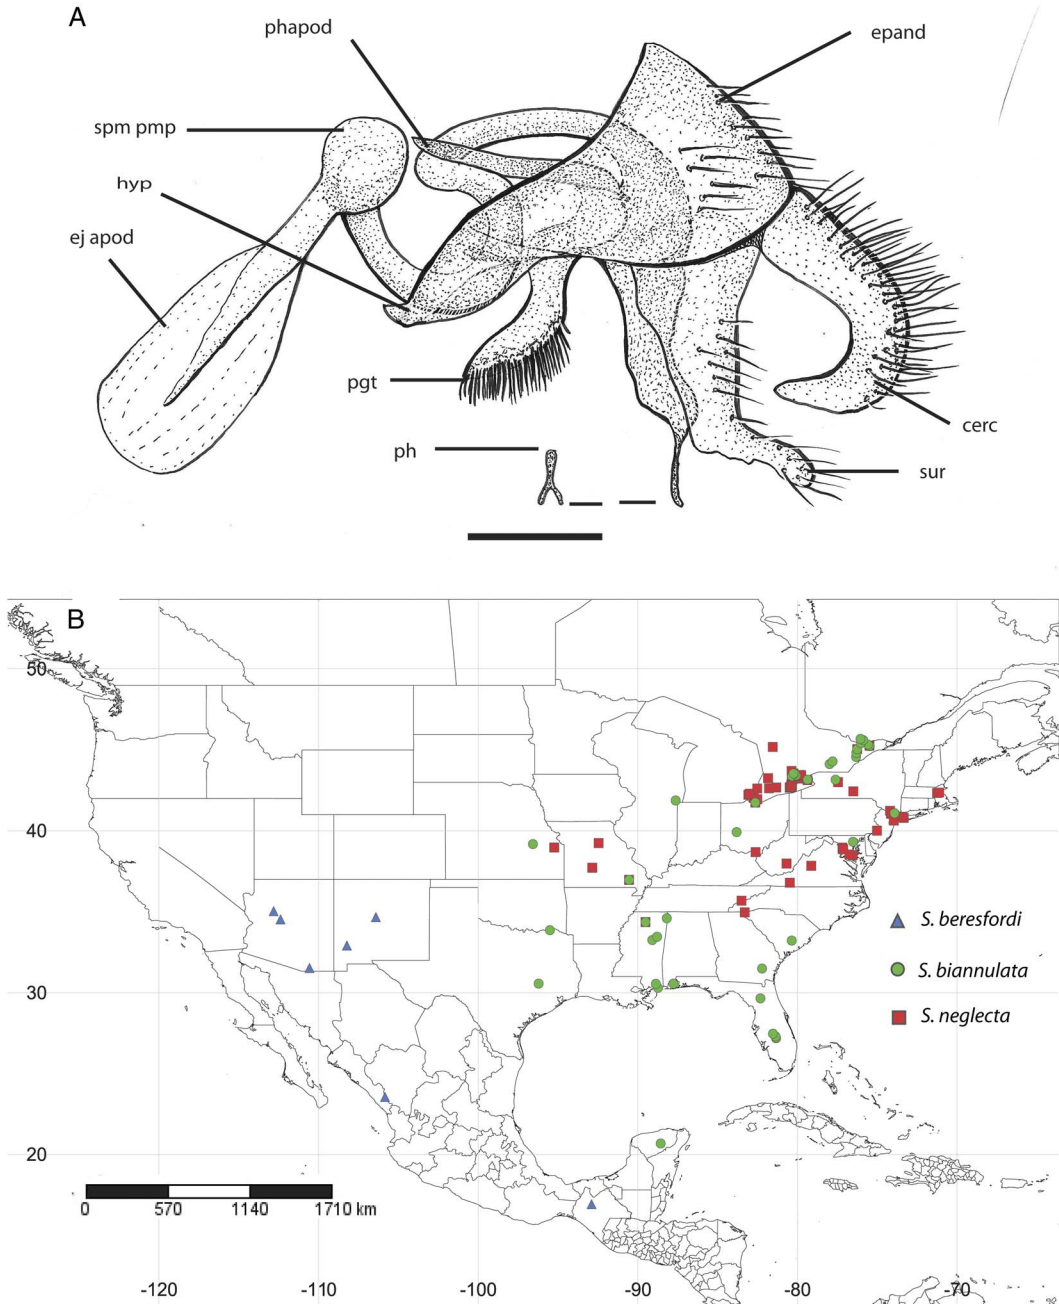 A
phapod
epand
spm pmp
hyp
ej apod
pgt
cerc
ph
sur
B
50
40
S. beresfordi
S. biannulata
30
S. neglecta
20
0 570 1140 1710 km
-120 -110 -100 -90 -80 -70